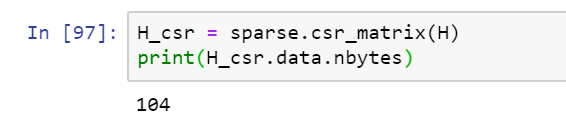 In [97]: H_csr = sparse.csr_matrix(H)
print(H_csr.data.nbytes)
104